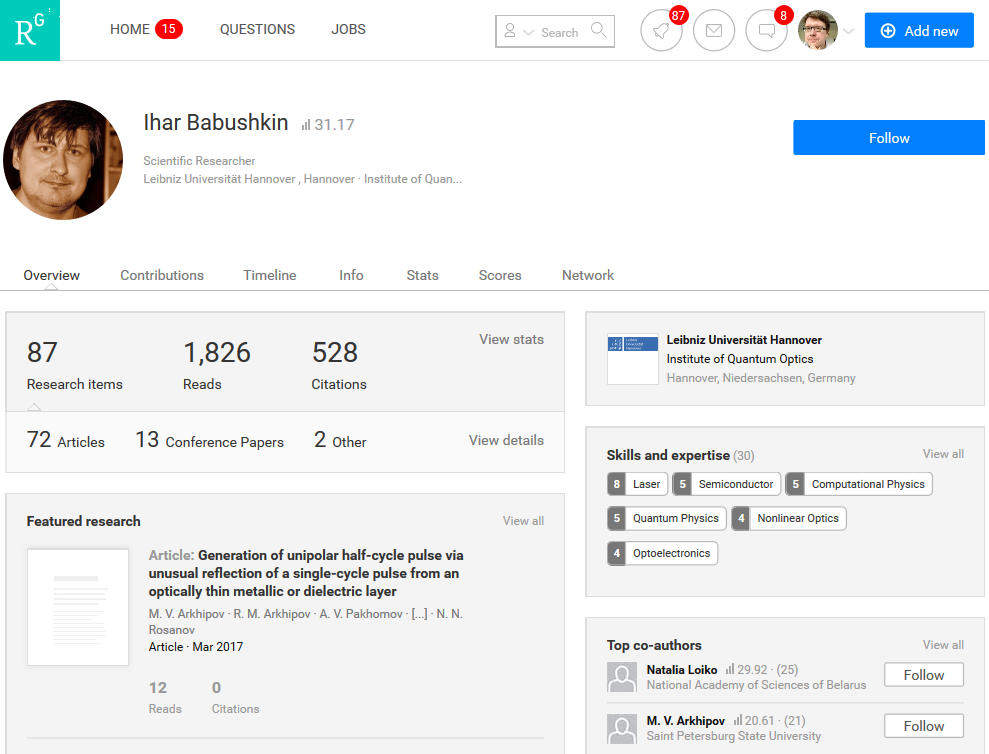 RG
HOME 15 QUESTIONS JOBS
Search
87
8
Add new
Ihar Babushkin 31.17
Follow
Scientific Researcher
Leibniz Universität Hannover , Hannover · Institute of Quan...
Overview Contributions Timeline Info Stats Scores Network
87 1,826 528 View stats
Research items Reads Citations
72 Articles 13 Conference Papers 2 Other View details
Featured research View all
Article: Generation of unipolar half-cycle pulse via
unusual reflection of a single-cycle pulse from an
optically thin metallic or dielectric layer
M. V. Arkhipov · R. M. Arkhipov · A. V. Pakhomov · [...] · N. N.
Rosanov
Article · Mar 2017
12 0
Reads Citations
Leibniz Universität Hannover
Institute of Quantum Optics
Hannover, Niedersachsen, Germany
Skills and expertise (30) View all
8 Laser 5 Semiconductor 5 Computational Physics
5 Quantum Physics 4 Nonlinear Optics
4 Optoelectronics
Top co-authors View all
Natalia Loiko 29.92 · (25)
National Academy of Sciences of Belarus
Follow
M. V. Arkhipov 20.61 · (21)
Saint Petersburg State University
Follow